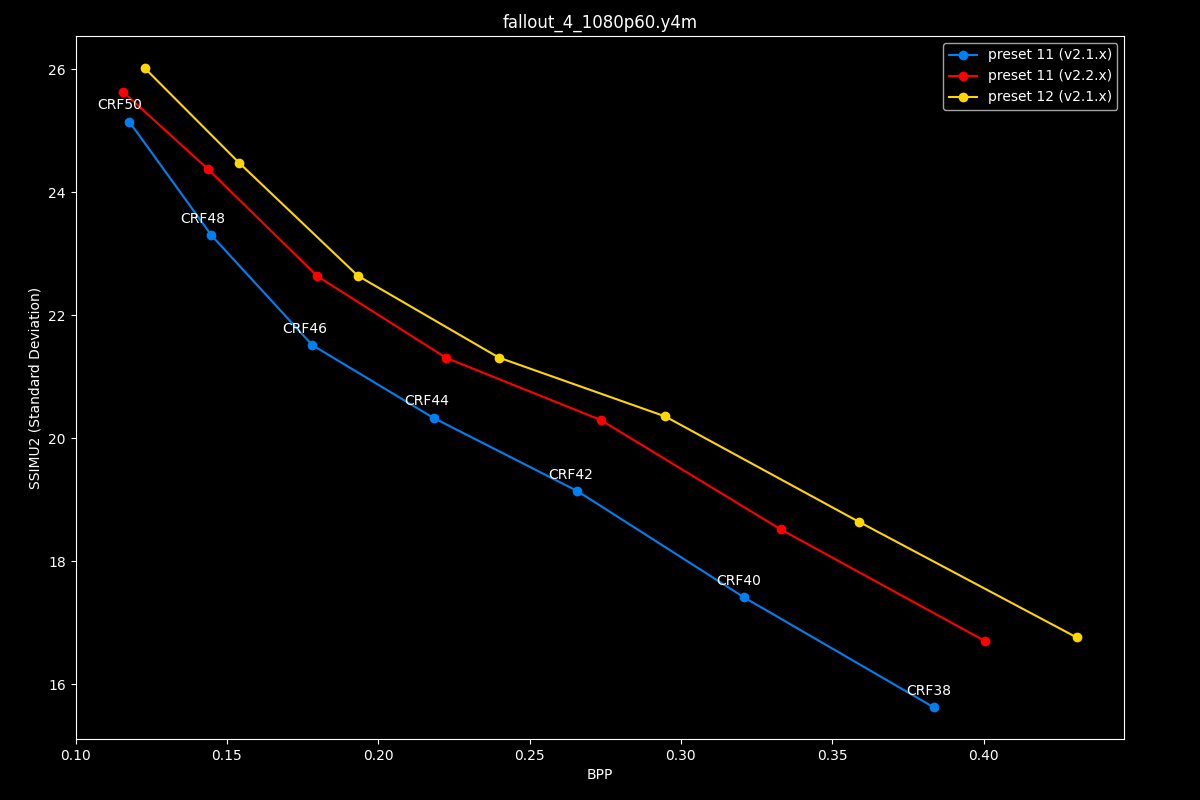 fallout_4_1080p60.y4m
preset 11 (v2.1.x)
preset 11 (v2.2.x)
preset 12 (v2.1.x)
26
24
22
20
18
16
SSIMU2 (Standard Deviation)
CRF50
CRF48
CRF46
CRF44
CRF42
CRF40
CRF38
0.10 0.15 0.20 0.25 0.30 0.35 0.40
BPP